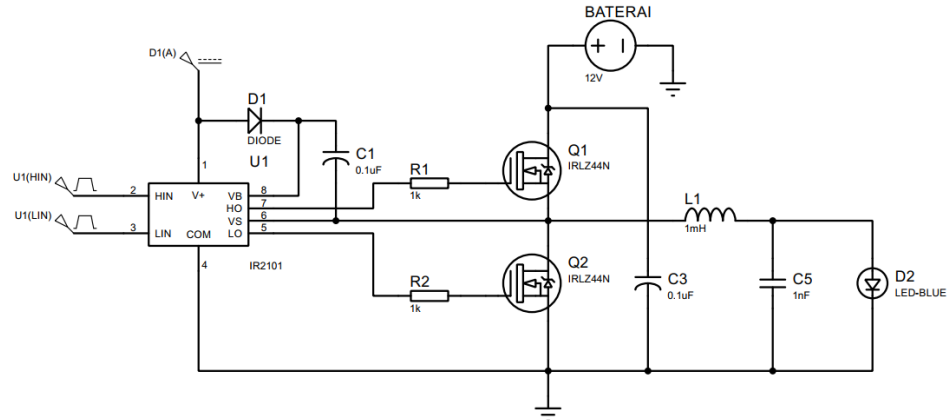 BATERAI
12V
D1(A)
D1
DIODE
C1
0.1uF
U1
1
U1(HIN)
2
HIN
V+
VB
8
HO
7
U1(LIN)
3
LIN
VS
6
COM
LO
5
4
IR2101
R1
1k
Q1
IRLZ44N
R2
1k
Q2
IRLZ44N
C3
0.1uF
L1
1mH
C5
1nF
D2
LED-BLUE